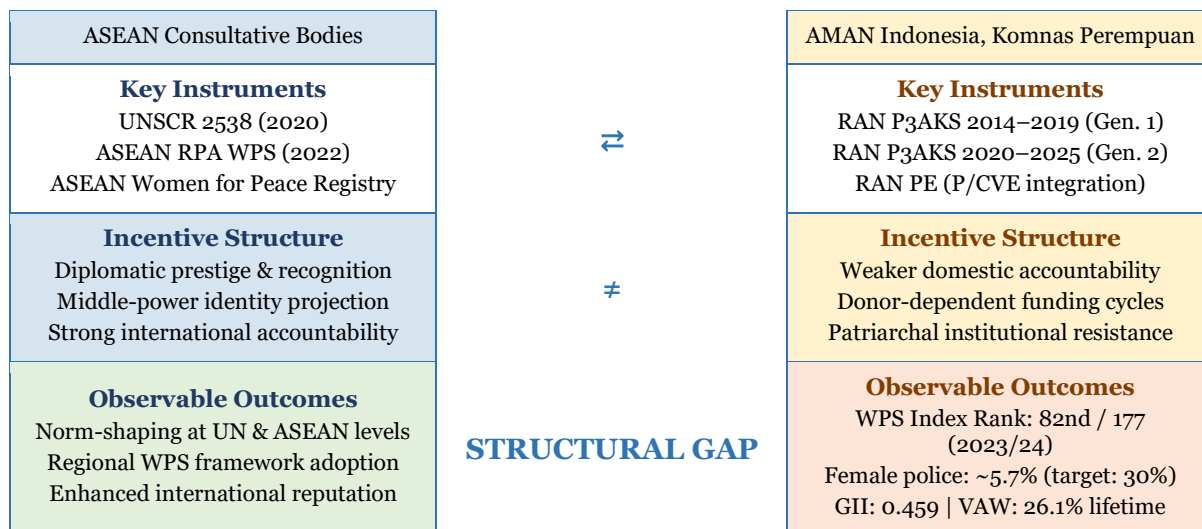 ASEAN Consultative Bodies
Key Instruments
UNSCR 2538 (2020)
ASEAN RPA WPS (2022)
ASEAN Women for Peace Registry
Incentive Structure
Diplomatic prestige & recognition
Middle-power identity projection
Strong international accountability
Observable Outcomes
Norm-shaping at UN & ASEAN levels
Regional WPS framework adoption
Enhanced international reputation
⇄
≠
STRUCTURAL GAP
AMAN Indonesia, Komnas Perempuan
Key Instruments
RAN P3AKS 2014–2019 (Gen. 1)
RAN P3AKS 2020–2025 (Gen. 2)
RAN PE (P/CVE integration)
Incentive Structure
Weaker domestic accountability
Donor-dependent funding cycles
Patriarchal institutional resistance
Observable Outcomes
WPS Index Rank: 82nd / 177
(2023/24)
Female police: ~5.7% (target: 30%)
GII: 0.459 | VAW: 26.1% lifetime